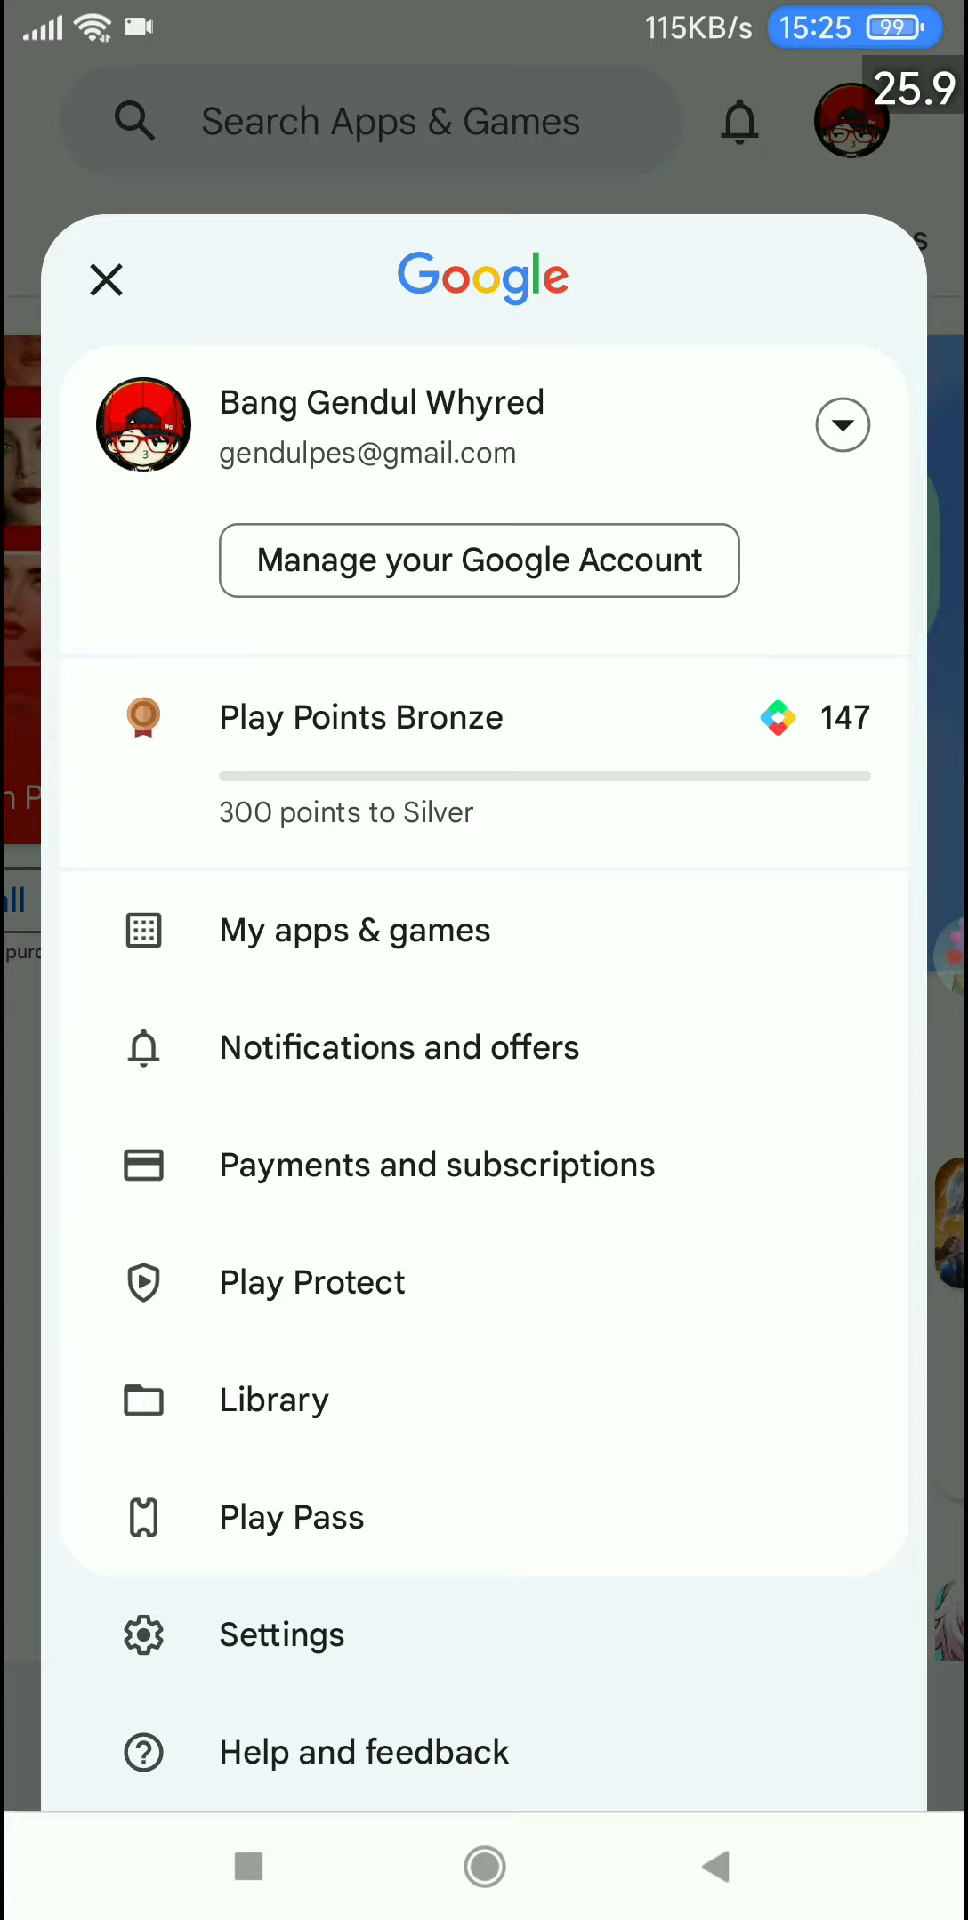 115KB/s 15:25 99
25.9
Search Apps & Games
s
Google
Bang Gendul Whyred
gendulpes@gmail.com
Manage your Google Account
Play Points Bronze 147
300 points to Silver
n P
all
purc
My apps & games
Notifications and offers
Payments and subscriptions
Play Protect
Library
Play Pass
Settings
Help and feedback